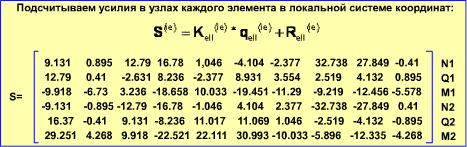 Подсчитываем усилия в узлах каждого элемента в локальной системе координат:
S^(e) = K_ell^(e) * q_ell^(e) + R_ell^(e)
9.131 0.895 12.79 16.78 1,046 -4.104 -2.377 32.738 27.849 -0.41 N1
12.79 0.41 -2.631 8.236 -2.377 8.931 3.554 2.519 4.132 0.895 Q1
-9.918 -6.73 3.236 -18.658 10.033 -19.451 -11.29 -9.219 -12.456 -5.578 M1
S= -9.131 -0.895 -12.79 -16.78 -1.046 4.104 2.377 -32.738 -27.849 0.41 N2
16.37 -0.41 9.131 -8.236 11.017 11.069 1.046 -2.519 -4.132 -0.895 Q2
29.251 4.268 9.918 -22.521 22.111 30.993 -10.033 -5.896 -12.335 -4.268 M2